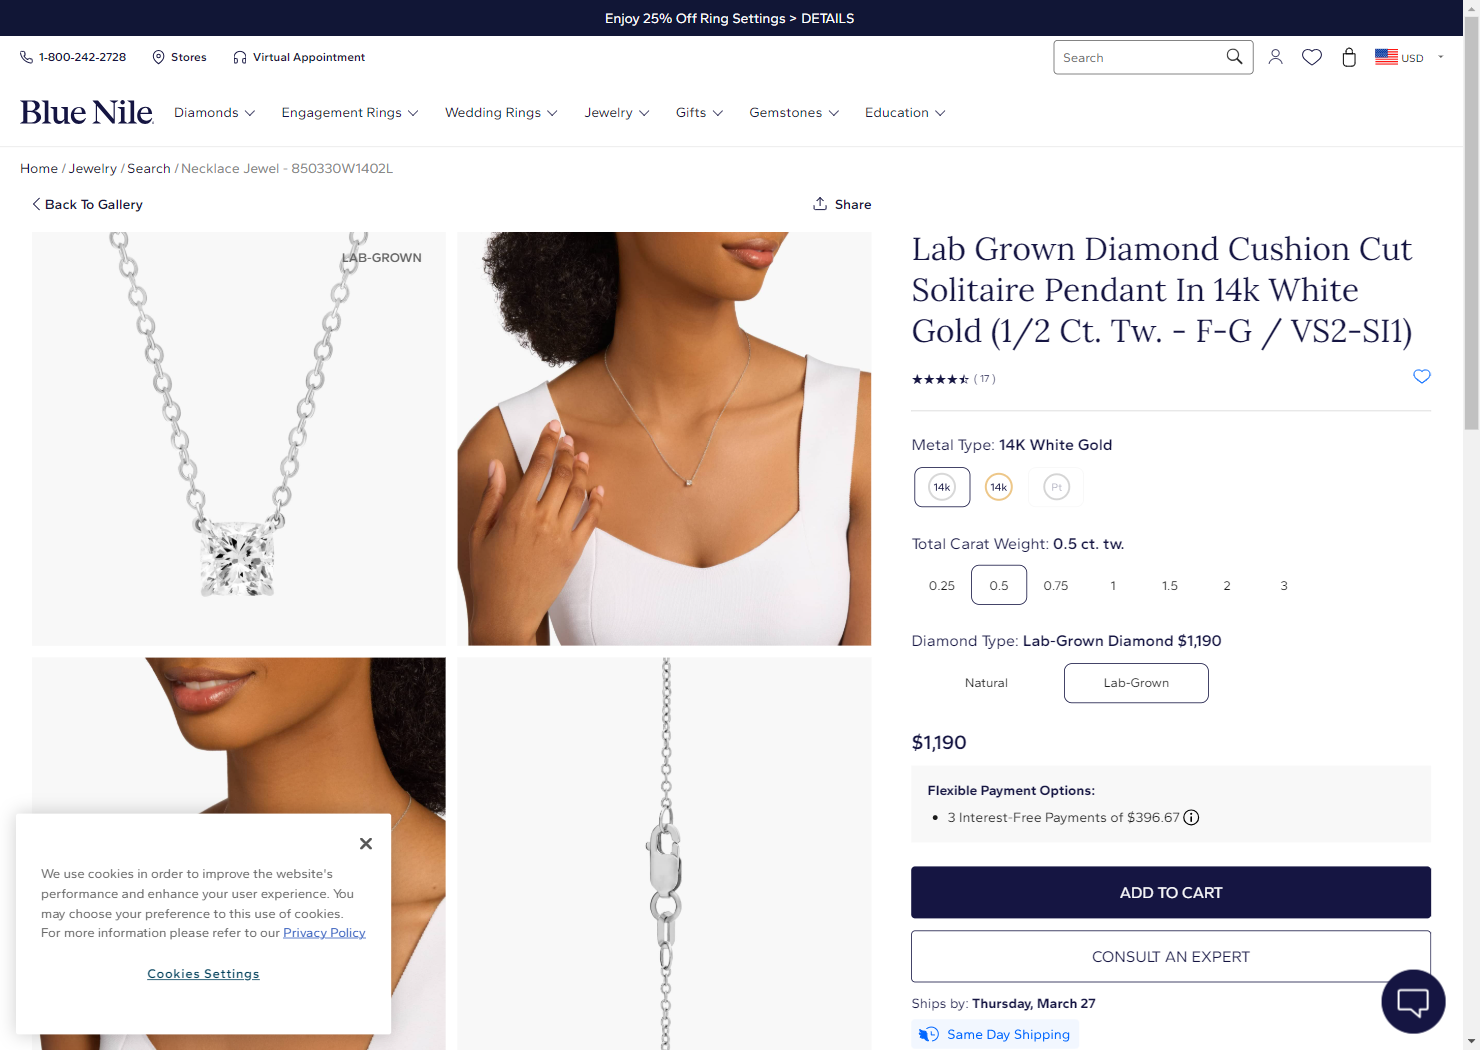 Enjoy 25% Off Ring Settings > DETAILS
1-800-242-2728
Stores
Virtual Appointment
Search
USD
Blue Nile
Diamonds
Engagement Rings
Wedding Rings
Jewelry
Gifts
Gemstones
Education
Home / Jewelry / Search / Necklace Jewel - 850330W1402L
Back To Gallery
Share
LAB-GROWN
Lab Grown Diamond Cushion Cut
Solitaire Pendant In 14k White
Gold (1/2 Ct. Tw. - F-G / VS2-SI1)
( 17 )
Metal Type: 14K White Gold
14k 14k Pt
Total Carat Weight: 0.5 ct. tw.
0.25 0.5 0.75 1 1.5 2 3
Diamond Type: Lab-Grown Diamond $1,190
Natural Lab-Grown
$1,190
Flexible Payment Options:
• 3 Interest-Free Payments of $396.67
ADD TO CART
CONSULT AN EXPERT
Ships by: Thursday, March 27
Same Day Shipping
We use cookies in order to improve the website's
performance and enhance your user experience. You
may choose your preference to this use of cookies.
For more information please refer to our Privacy Policy
Cookies Settings